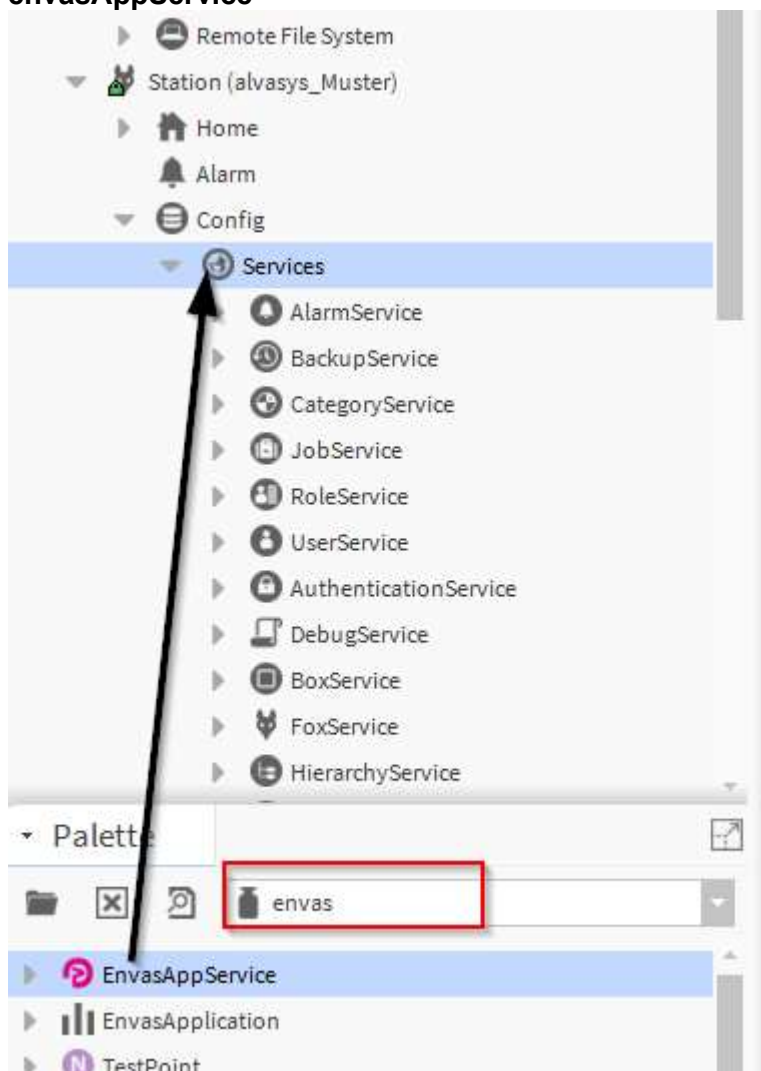 envasAppService
Remote File System
Station (alvasys_Muster)
Home
Alarm
Config
Services
AlarmService
BackupService
CategoryService
JobService
RoleService
UserService
AuthenticationService
DebugService
BoxService
FoxService
HierarchyService
Palette
envas
EnvasAppService
EnvasApplication
N TestPoint